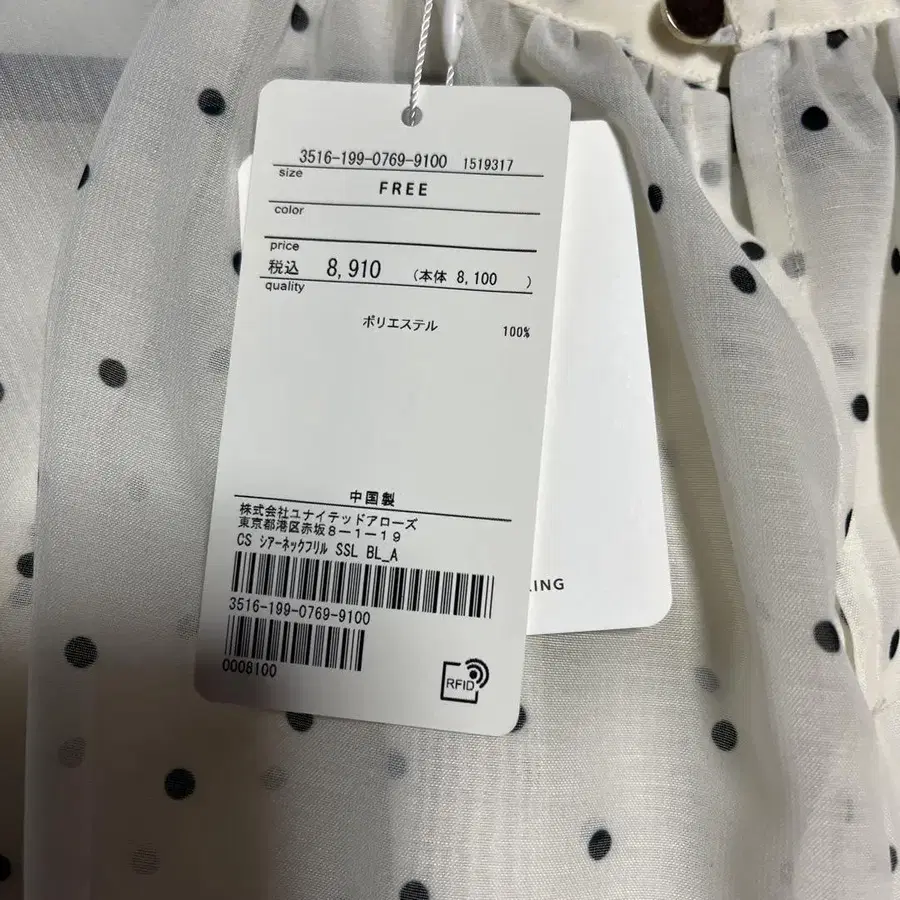 3516-199-0769-9100 1519317
size
FREE
color
price
税込 8,910 (本体 8,100 )
quality
ポリエステル 100%
中国製
株式会社ユナイテッドアローズ
東京都港区赤坂8-1-19
CS シアーネックフリル SSL BL_A
3516-199-0769-9100
0008100
RFID
ING